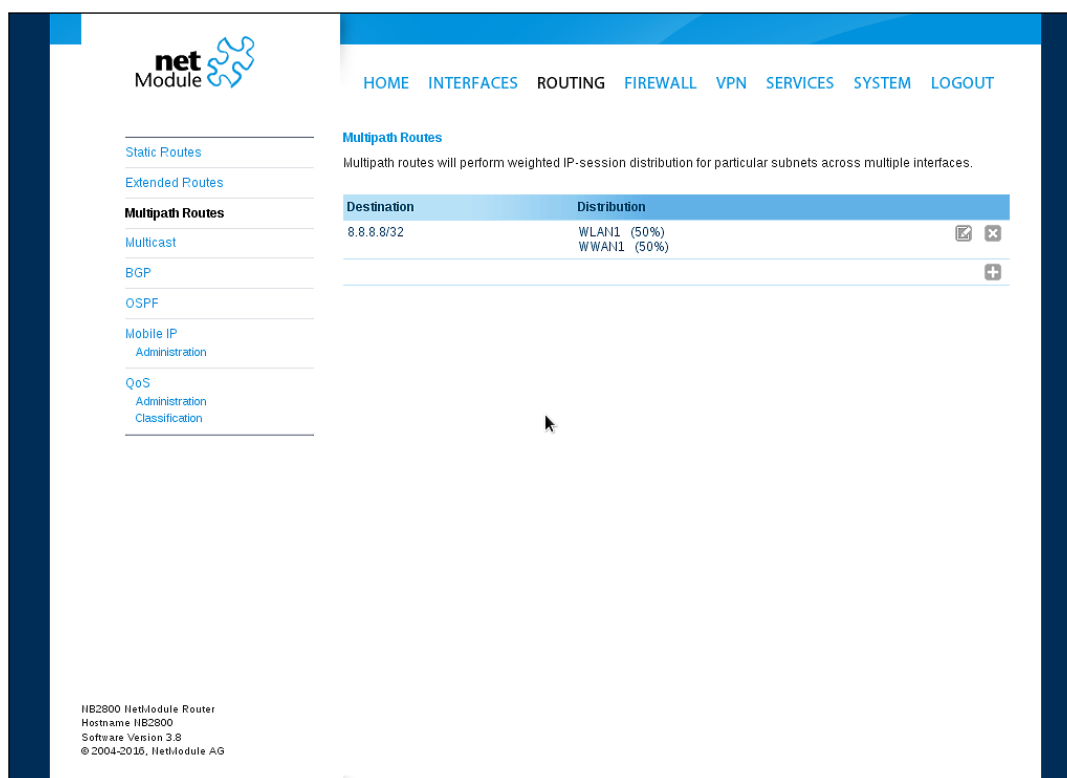 net
Module
HOME INTERFACES ROUTING FIREWALL VPN SERVICES SYSTEM LOGOUT
Static Routes
Extended Routes
Multipath Routes
Multicast
BGP
OSPF
Mobile IP
Administration
QoS
Administration
Classification
Multipath Routes
Multipath routes will perform weighted IP-session distribution for particular subnets across multiple interfaces.
Destination Distribution
8.8.8.8/32 WLAN1 (50%)
WWAN1 (50%)
NB2800 NetModule Router
Hostname NB2800
Software Version 3.8
© 2004-2016, NetModule AG